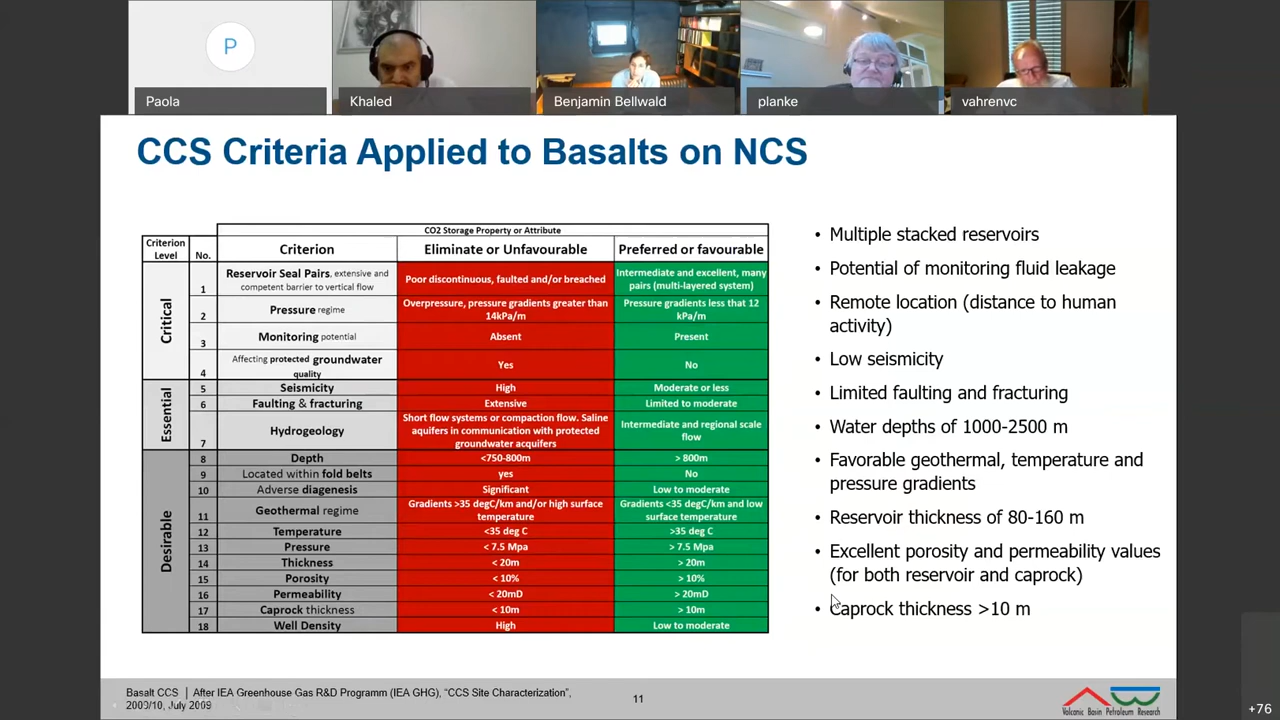 P
Paola
Khaled
Benjamin Bellwald
planke
vahrenvc
CCS Criteria Applied to Basalts on NCS
CO2 Storage Property or Attribute
Criterion Level No. Criterion Eliminate or Unfavourable Preferred or favourable
Critical
1 Reservoir Seal Pairs, extensive and competent barrier to vertical flow Poor discontinuous, faulted and/or breached Intermediate and excellent, many pairs (multi-layered system)
2 Pressure regime Overpressure, pressure gradients greater than 14kPa/m Pressure gradients less that 12 kPa/m
3 Monitoring potential Absent Present
4 Affecting protected groundwater quality Yes No
Essential
5 Seismicity High Moderate or less
6 Faulting & fracturing Extensive Limited to moderate
7 Hydrogeology Short flow systems or compaction flow. Saline aquifers in communication with protected groundwater acquifers Intermediate and regional scale flow
Desirable
8 Depth <750-800m > 800m
9 Located within fold belts yes No
10 Adverse diagenesis Significant Low to moderate
11 Geothermal regime Gradients >35 degC/km and/or high surface temperature Gradients <35 degC/km and low surface temperature
12 Temperature <35 deg C >35 deg C
13 Pressure < 7.5 Mpa > 7.5 Mpa
14 Thickness < 20m > 20m
15 Porosity < 10% > 10%
16 Permeability < 20mD > 20mD
17 Caprock thickness < 10m > 10m
18 Well Density High Low to moderate
• Multiple stacked reservoirs
• Potential of monitoring fluid leakage
• Remote location (distance to human
activity)
• Low seismicity
• Limited faulting and fracturing
• Water depths of 1000-2500 m
• Favorable geothermal, temperature and
pressure gradients
• Reservoir thickness of 80-160 m
• Excellent porosity and permeability values
(for both reservoir and caprock)
• Caprock thickness >10 m
Basalt CCS | After IEA Greenhouse Gas R&D Programm (IEA GHG), "CCS Site Characterization",
2009/10, July 2009
11
Volcanic Basin Petroleum Research
+76